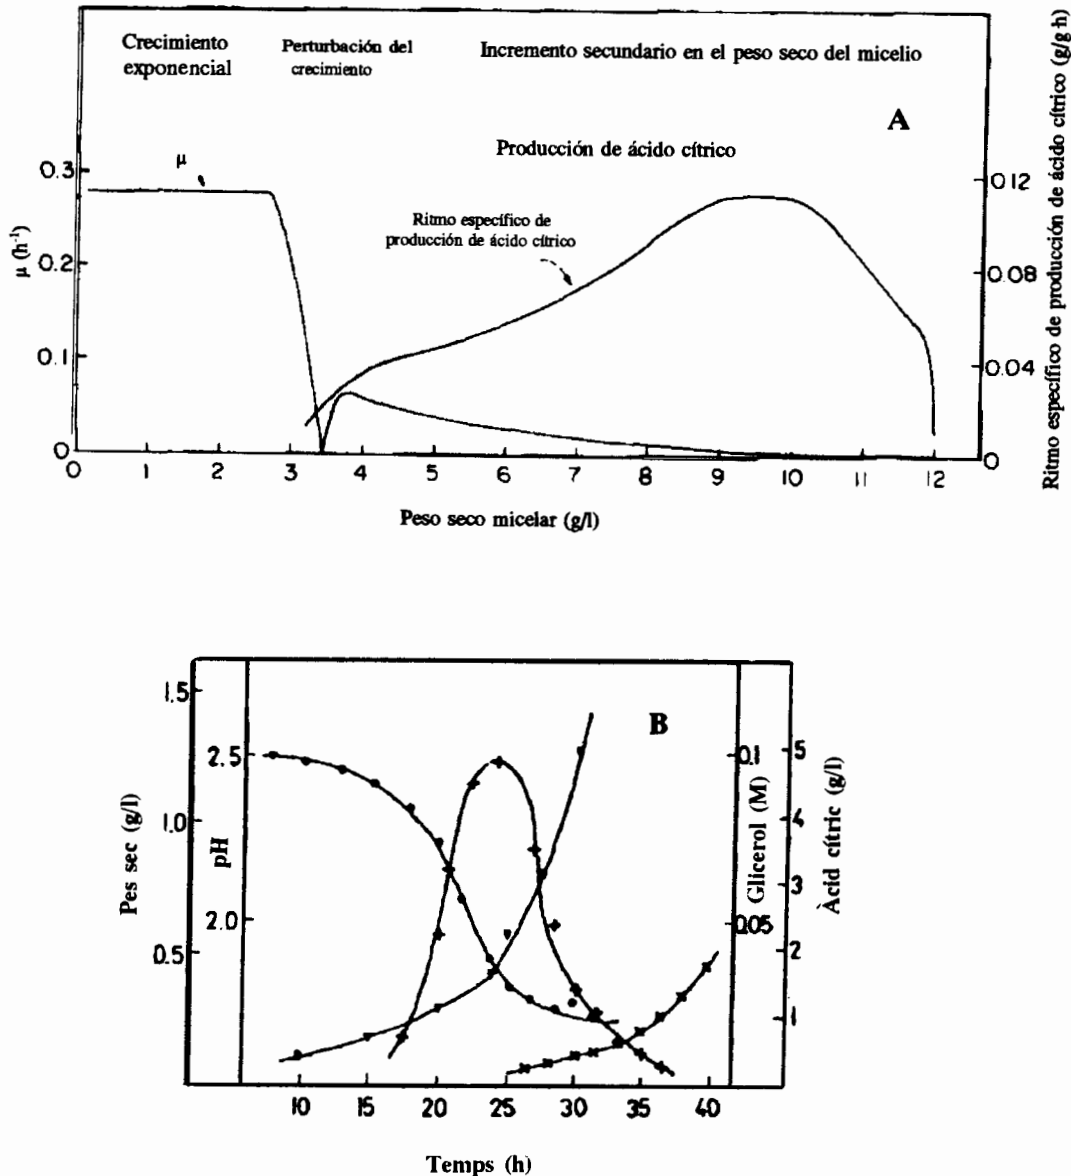 Crecimiento
exponencial
Perturbación del
crecimiento
Incremento secundario en el peso seco del micelio
A
Producción de ácido cítrico
μ
Ritmo específico de
producción de ácido cítrico
0.3
0.2
0.1
0
μ (h⁻¹)
0.12
0.08
0.04
0
Ritmo específico de producción de ácido cítrico (g/g·h)
0 1 2 3 4 5 6 7 8 9 10 11 12
Peso seco micelar (g/l)
B
1.5
1.0
0.5
Pes sec (g/l)
2.5
2.0
pH
0.1
0.05
Glicerol (M)
5
4
3
2
1
Àcid cítric (g/l)
10 15 20 25 30 35 40
Temps (h)